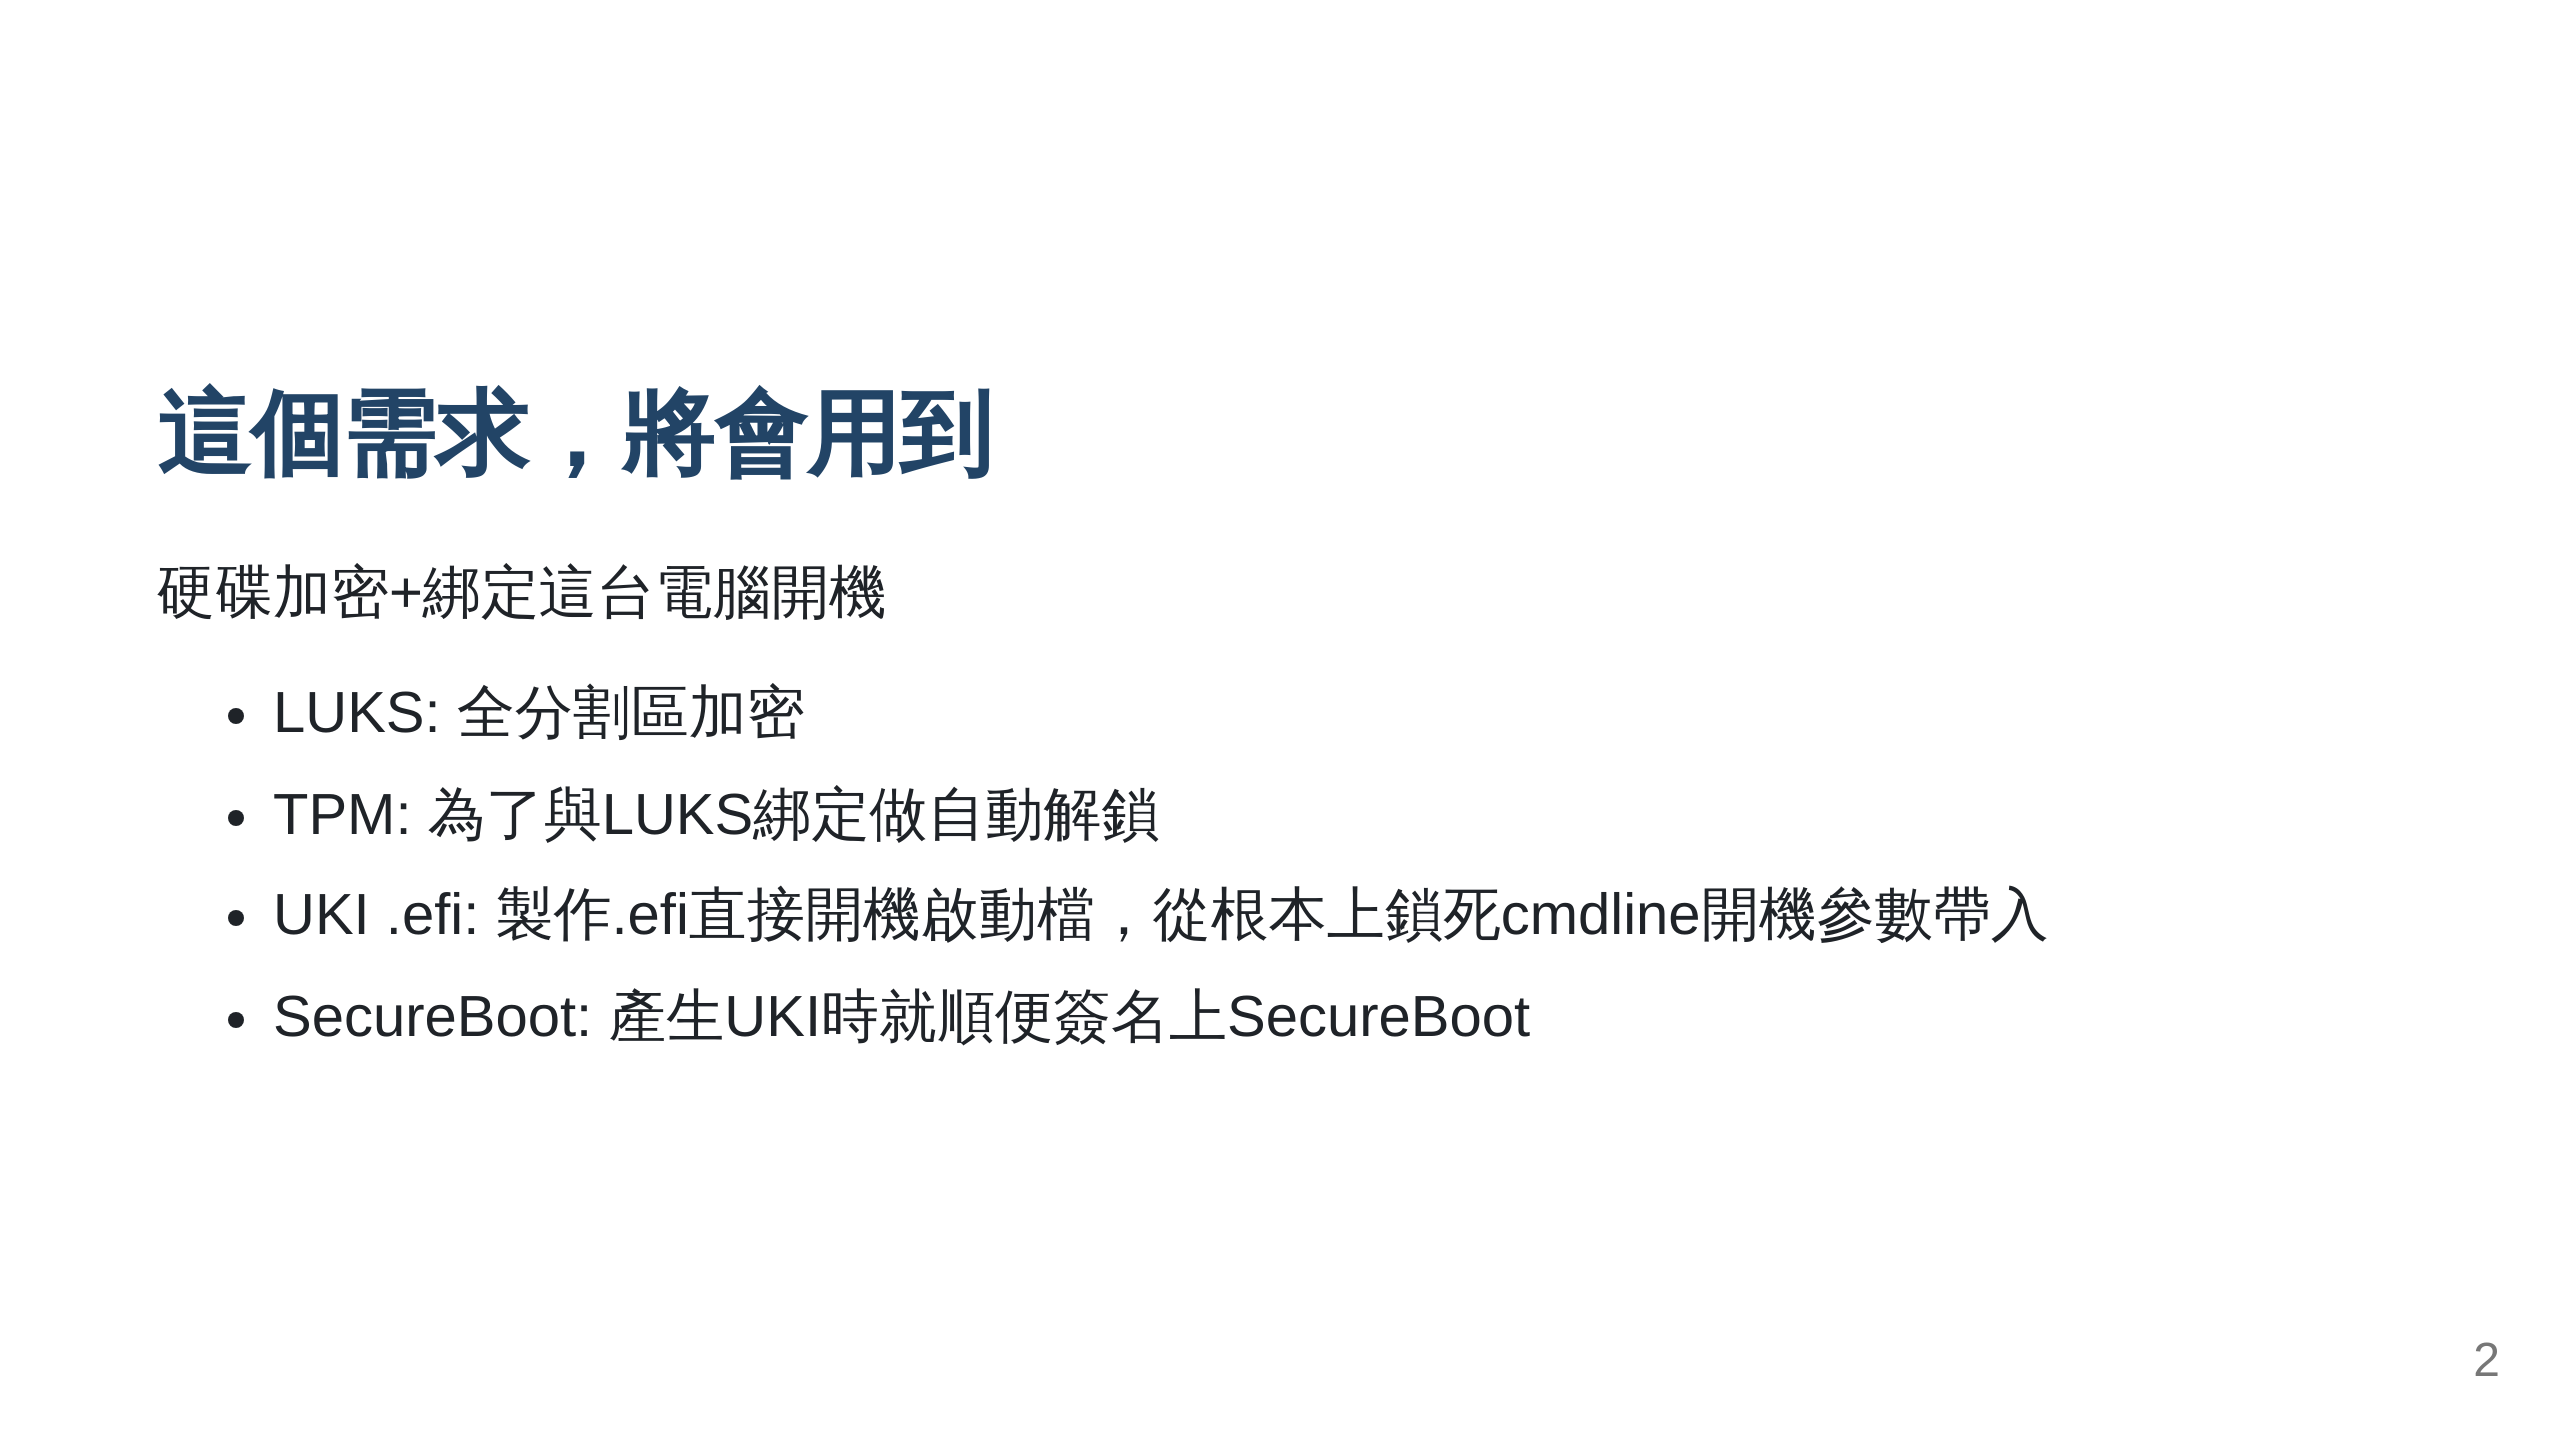 這個需求，將會用到
硬碟加密+綁定這台電腦開機
LUKS: 全分割區加密
TPM: 為了與LUKS綁定做自動解鎖
UKI .efi: 製作.efi直接開機啟動檔，從根本上鎖死cmdline開機參數帶入
SecureBoot: 產生UKI時就順便簽名上SecureBoot
2